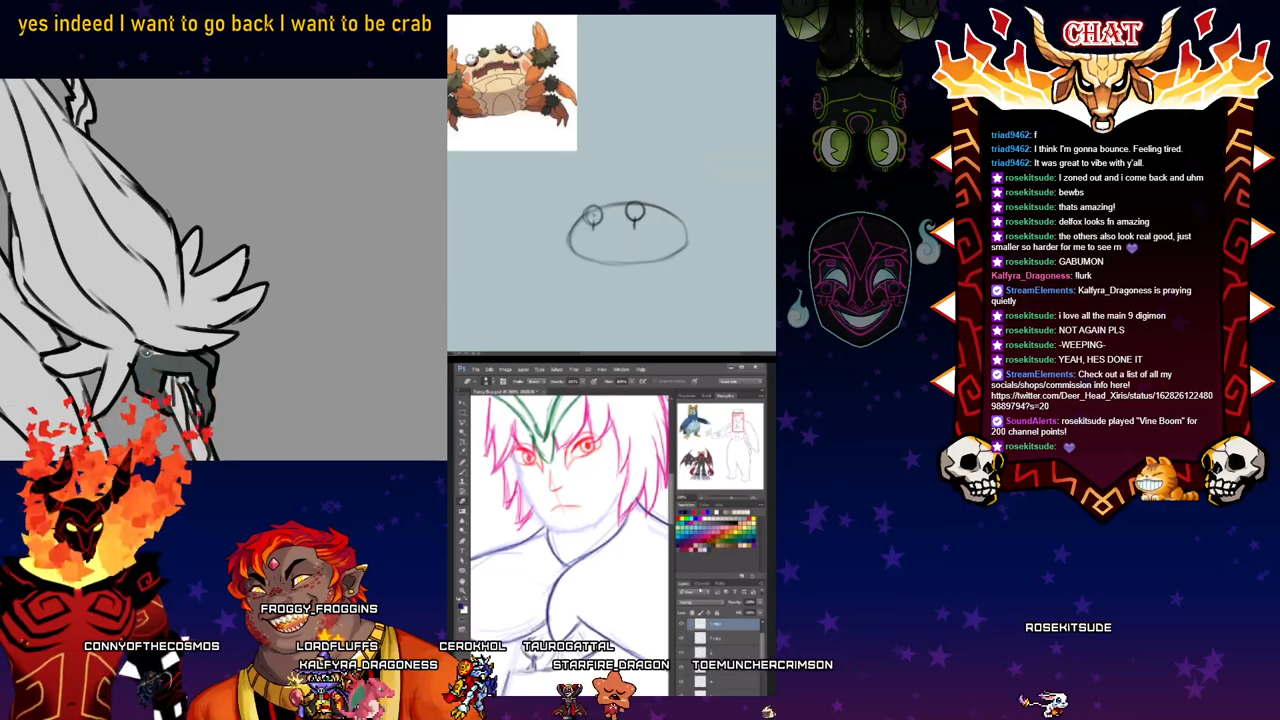 yes indeed I want to go back I want to be crab
CHAT
triad9462: f
triad9462: I think I'm gonna bounce. Feeling tired.
triad9462: It was great to vibe with y'all.
rosekitsude: I zoned out and i come back and uhm
rosekitsude: bewbs
rosekitsude: thats amazing!
rosekitsude: delfox looks fn amazing
rosekitsude: the others also look real good, just
smaller so harder for me to see rn
rosekitsude: GABUMON
Kalfyra_Dragoness: !lurk
StreamElements: Kalfyra_Dragoness is praying
quietly
rosekitsude: i love all the main 9 digimon
rosekitsude: NOT AGAIN PLS
rosekitsude: -WEEPING-
rosekitsude: YEAH, HES DONE IT
StreamElements: Check out a list of all my
socials/shops/commission info here!
https://twitter.com/Deer_Head_Xiris/status/162826122480
9889794?s=20
SoundAlerts: rosekitsude played "Vine Boom" for
200 channel points!
rosekitsude:
FROGGY_FROGGINS
CONNYOFTHECOSMOS
LORDFLUFFS
CEROKHOL
TAUROGATTAL
KALFYRA_DRAGONESS
STARFIRE_DRAGON
TOEMUNCHERCRIMSON
ROSEKITSUDE